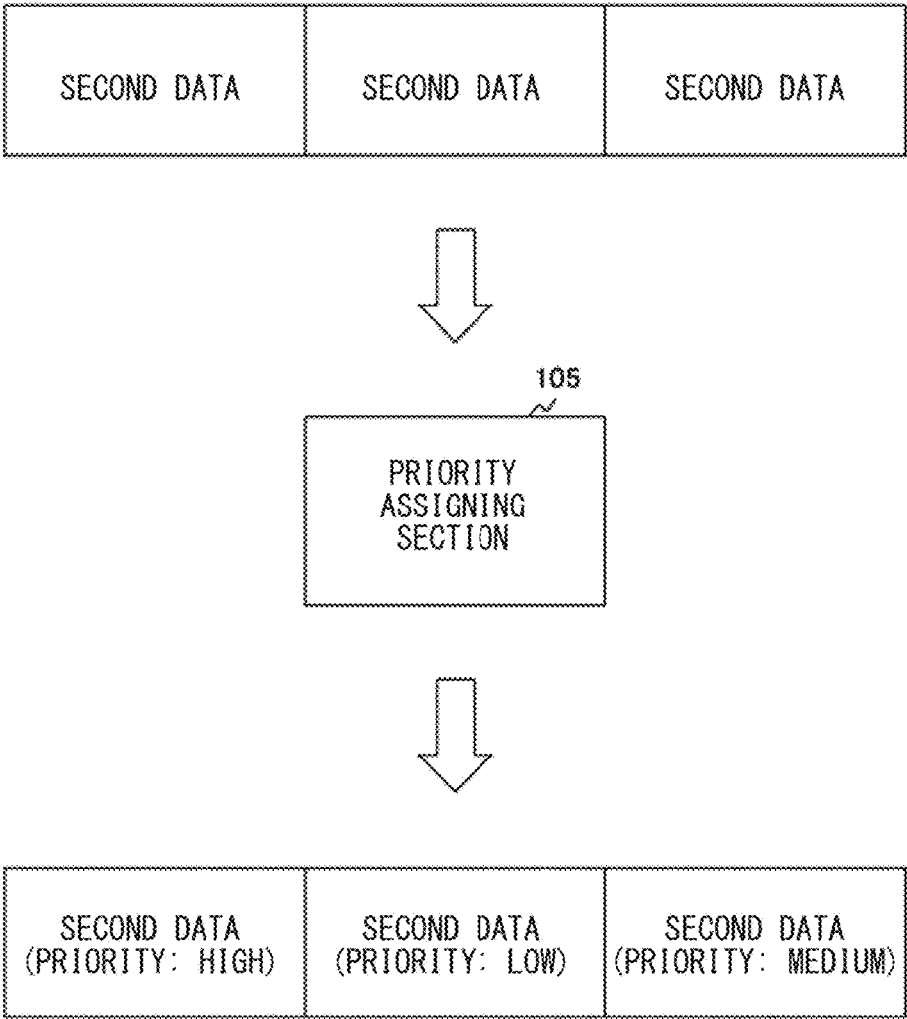 SECOND DATA SECOND DATA SECOND DATA
105
PRIORITY
ASSIGNING
SECTION
SECOND DATA SECOND DATA SECOND DATA
(PRIORITY: HIGH) (PRIORITY: LOW) (PRIORITY: MEDIUM)